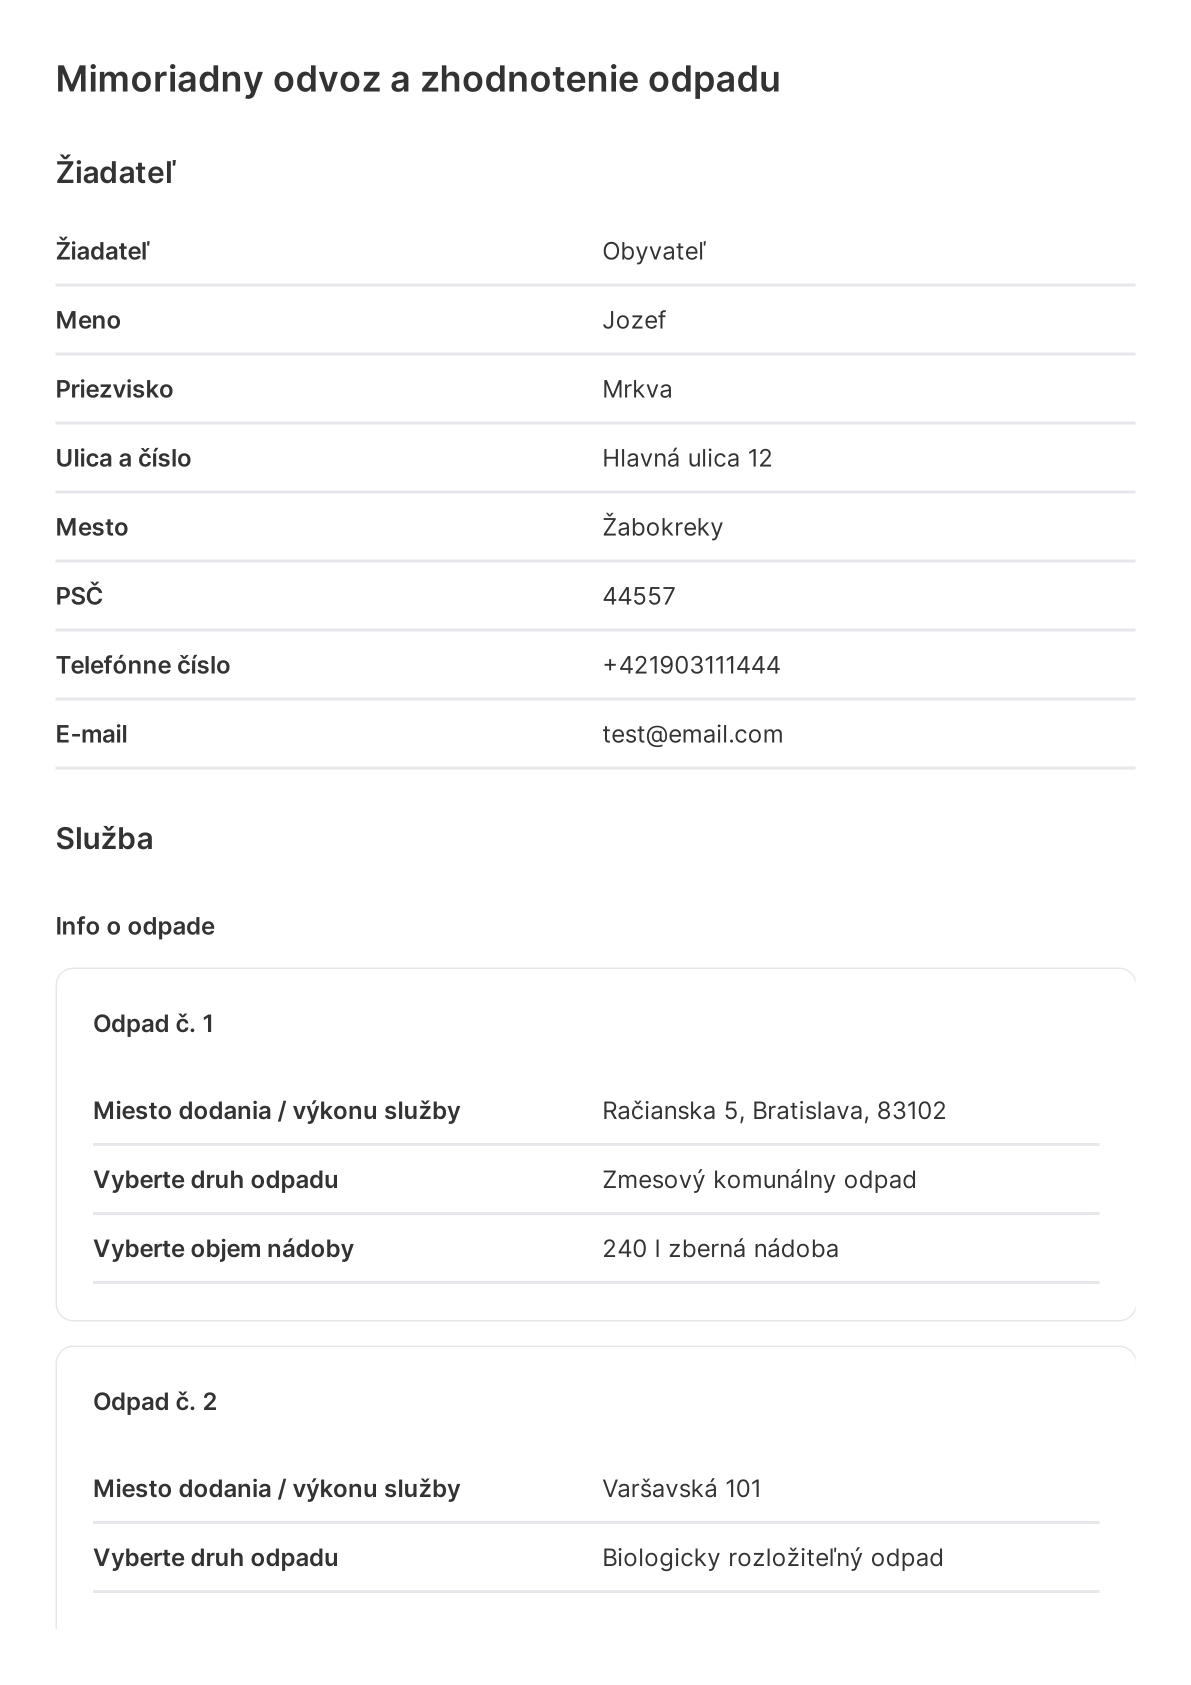 Mimoriadny odvoz a zhodnotenie odpadu
Žiadateľ
Žiadateľ Obyvateľ
Meno Jozef
Priezvisko Mrkva
Ulica a číslo Hlavná ulica 12
Mesto Žabokreky
PSČ 44557
Telefónne číslo +421903111444
E-mail test@email.com
Služba
Info o odpade
Odpad č. 1
Miesto dodania / výkonu služby Račianska 5, Bratislava, 83102
Vyberte druh odpadu Zmesový komunálny odpad
Vyberte objem nádoby 240 l zberná nádoba
Odpad č. 2
Miesto dodania / výkonu služby Varšavská 101
Vyberte druh odpadu Biologicky rozložiteľný odpad